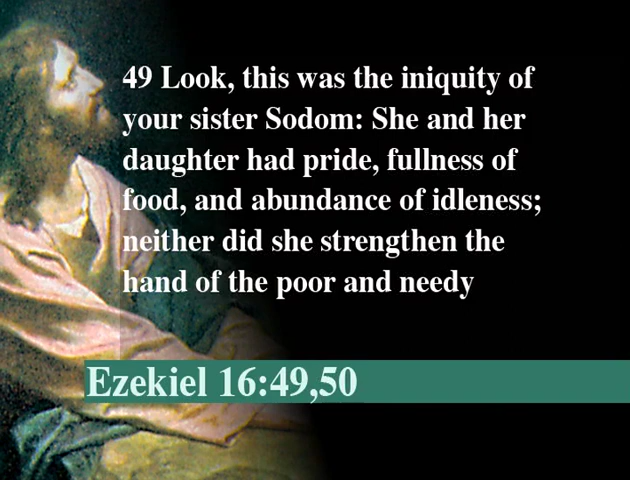 49 Look, this was the iniquity of
your sister Sodom: She and her
daughter had pride, fullness of
food, and abundance of idleness;
neither did she strengthen the
hand of the poor and needy
Ezekiel 16:49,50